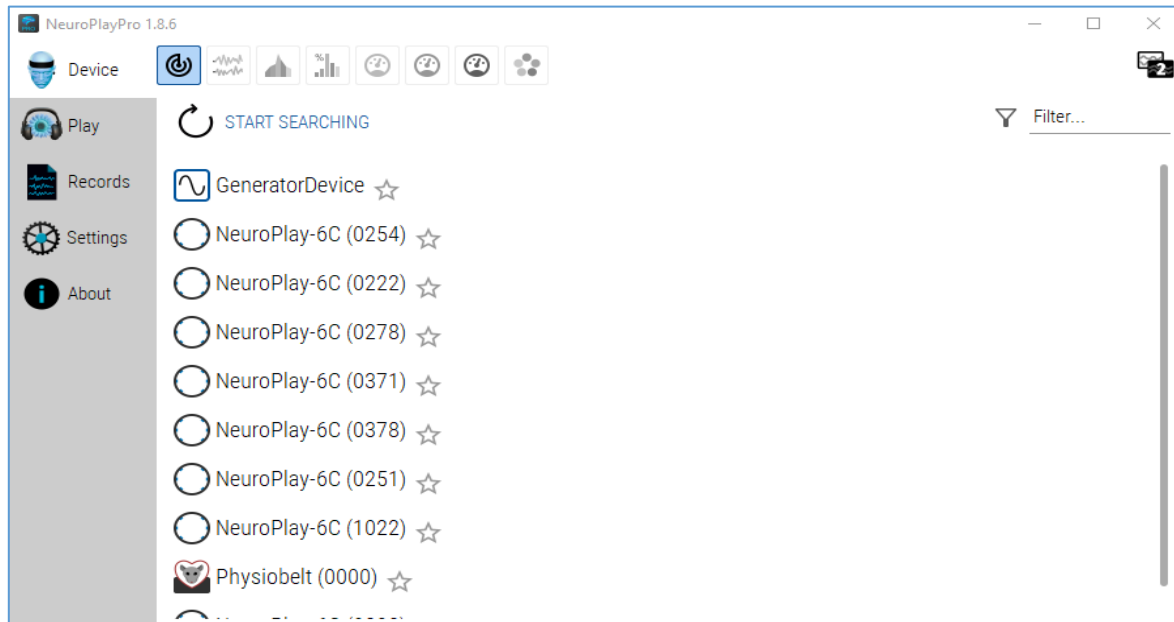 NeuroPlayPro 1.8.6
Device
%
2
Play
START SEARCHING
Filter...
Records
GeneratorDevice
Settings
NeuroPlay-6C (0254)
About
NeuroPlay-6C (0222)
NeuroPlay-6C (0278)
NeuroPlay-6C (0371)
NeuroPlay-6C (0378)
NeuroPlay-6C (0251)
NeuroPlay-6C (1022)
Physiobelt (0000)